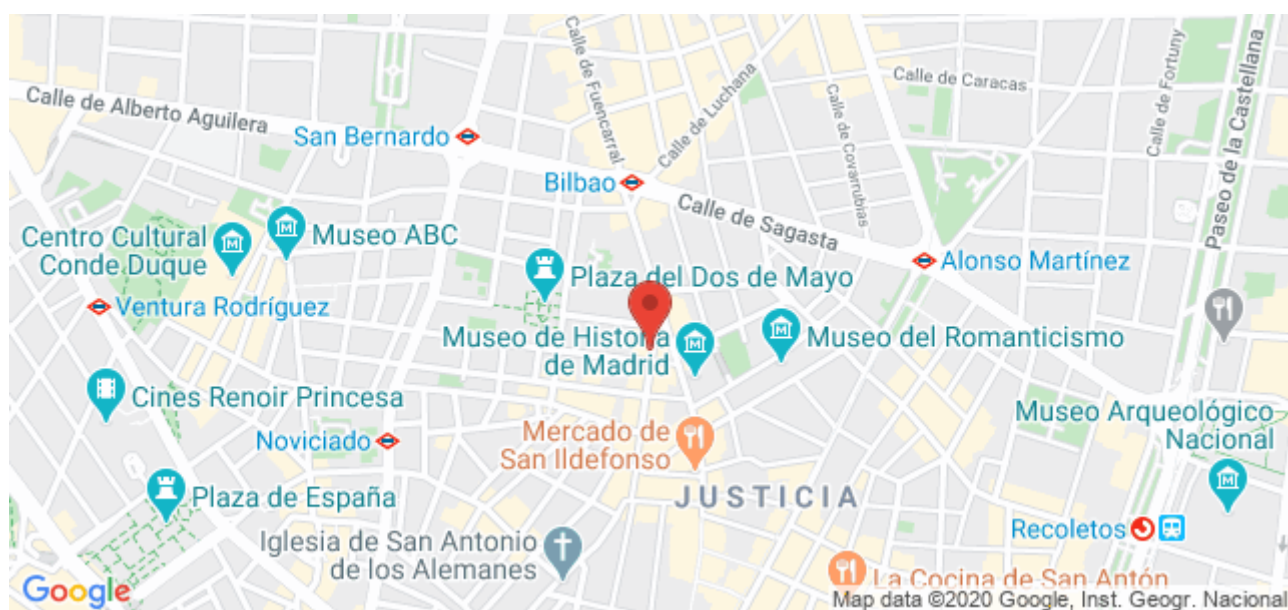 Calle de Alberto Aguilera
San Bernardo
Calle de Fuencarral
Calle de Luchana
Calle de Caracas
Calle de Covarrubias
Calle de Fortuny
Paseo de la Castellana
Bilbao
Calle de Sagasta
Centro Cultural
Conde Duque
Museo ABC
Alonso Martínez
Plaza del Dos de Mayo
Ventura Rodríguez
Museo de Historia
de Madrid
Museo del Romanticismo
Cines Renoir Princesa
Noviciado
Mercado de
San Ildefonso
Museo Arqueológico
Nacional
Plaza de España
JUSTICIA
Iglesia de San Antonio
de los Alemanes
Recoletos
La Cocina de San Antón
Google
Map data ©2020 Google, Inst. Geogr. Nacional